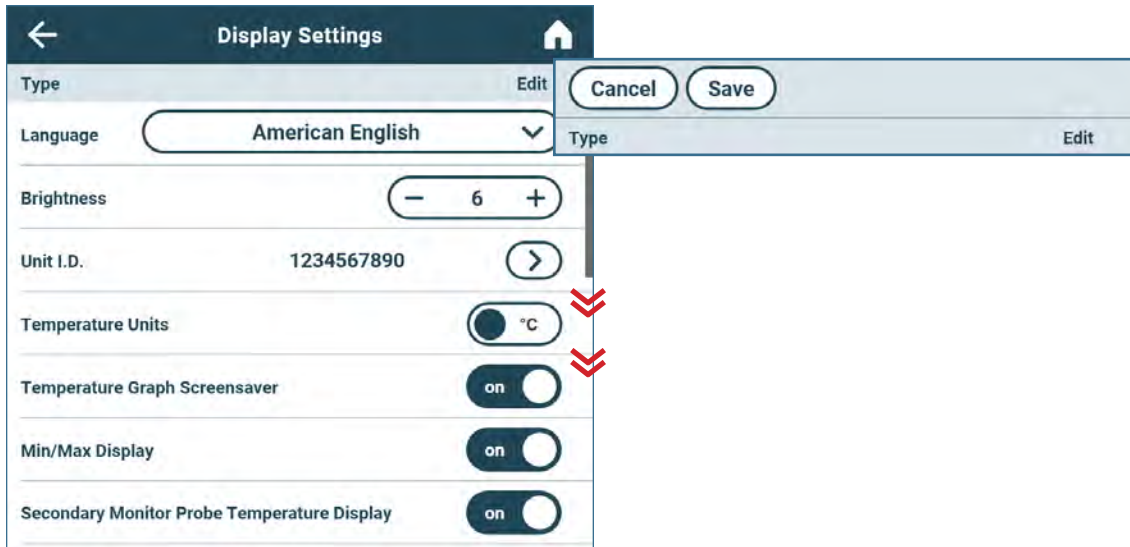 Display Settings
Type Edit
Language American English
Brightness 6
Unit I.D. 1234567890
Temperature Units °C
Temperature Graph Screensaver on
Min/Max Display on
Secondary Monitor Probe Temperature Display on
Cancel Save
Type Edit